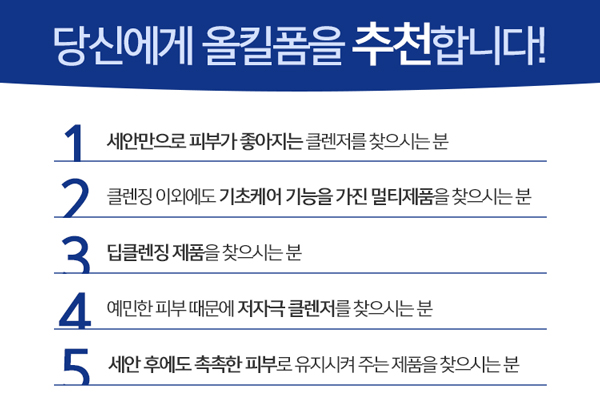 당신에게 올킬폼을 추천합니다!
1 세안만으로 피부가 좋아지는 클렌저를 찾으시는 분
2 클렌징 이외에도 기초케어 기능을 가진 멀티제품을 찾으시는 분
3 딥클렌징 제품을 찾으시는 분
4 예민한 피부 때문에 저자극 클렌저를 찾으시는 분
5 세안 후에도 촉촉한 피부로 유지시켜 주는 제품을 찾으시는 분